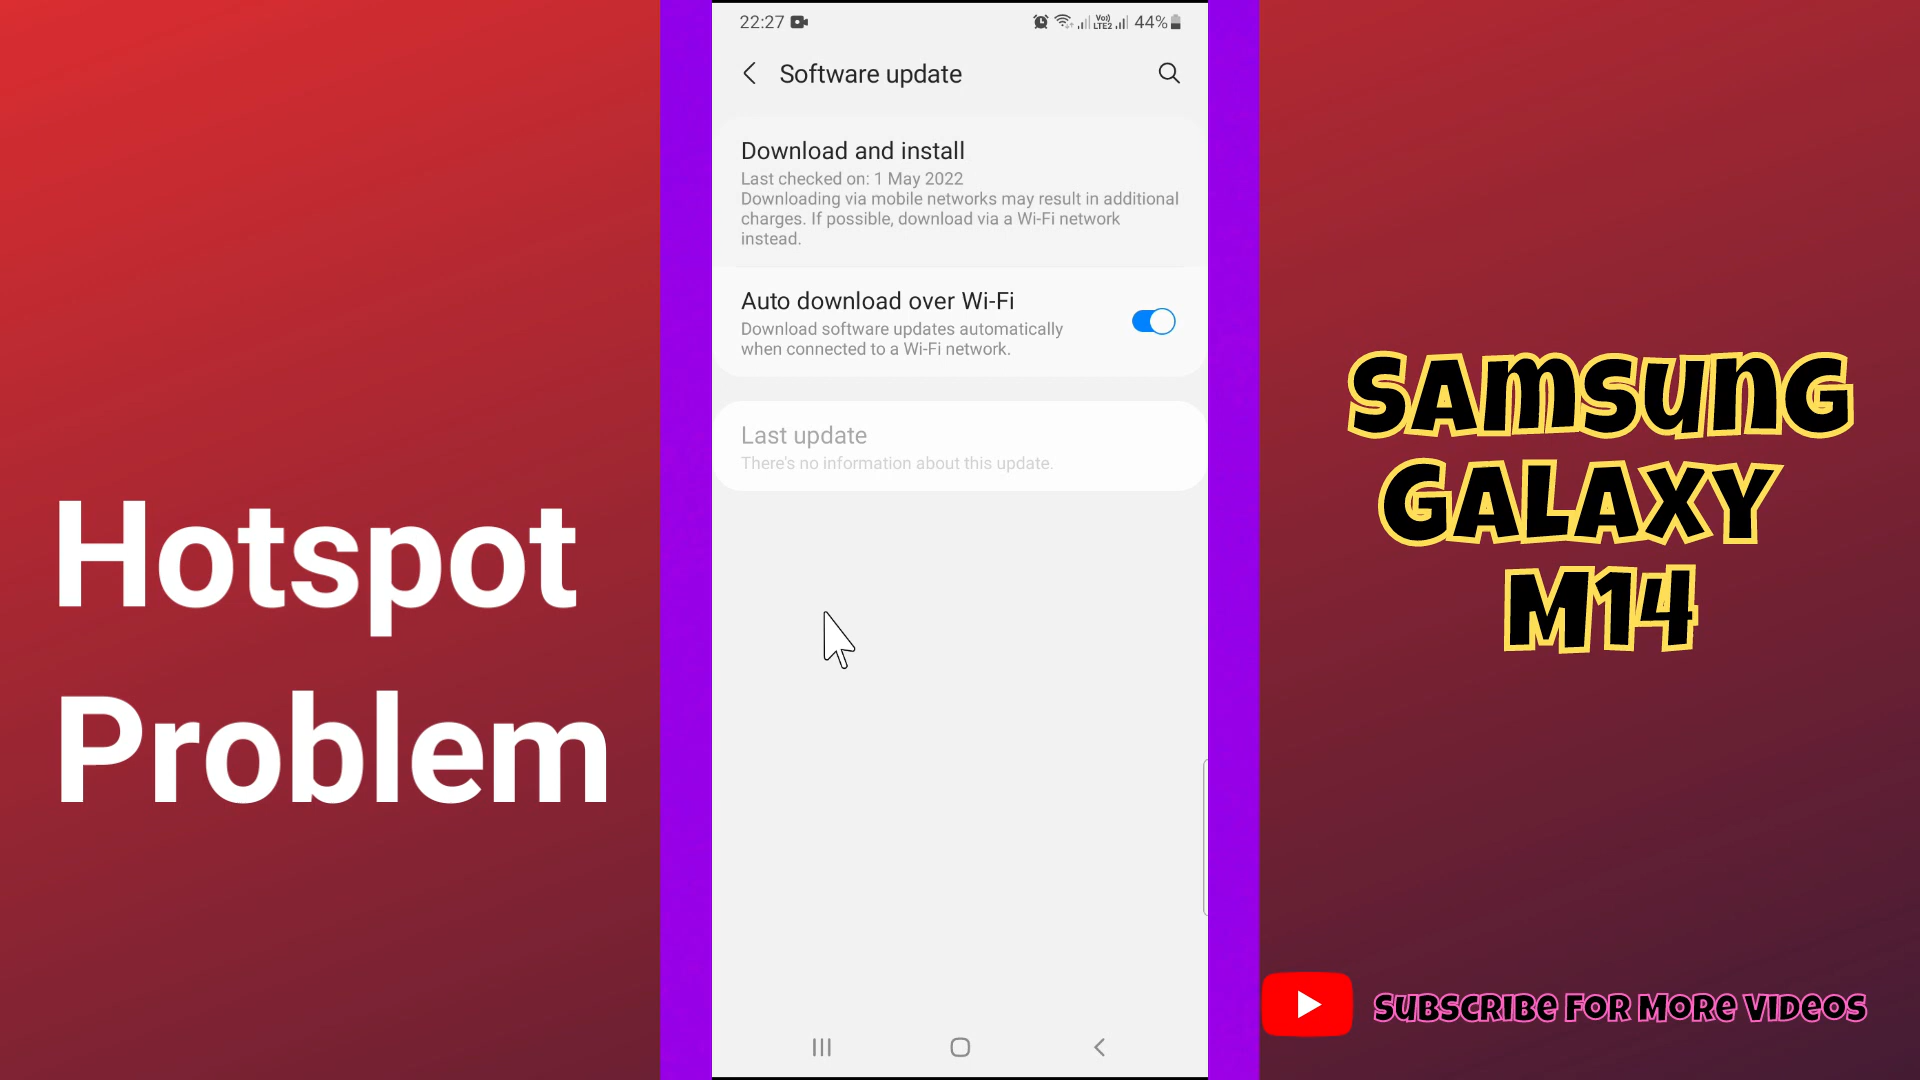 22:27
Vo)) LTE2 44%
Software update
Download and install
Last checked on: 1 May 2022
Downloading via mobile networks may result in additional
charges. If possible, download via a Wi-Fi network
instead.
Auto download over Wi-Fi
Download software updates automatically
when connected to a Wi-Fi network.
Last update
There's no information about this update.
Hotspot
Problem
SAMSUNG
GALAXY
M14
SUBSCRIBE FOR MORE VIDEOS